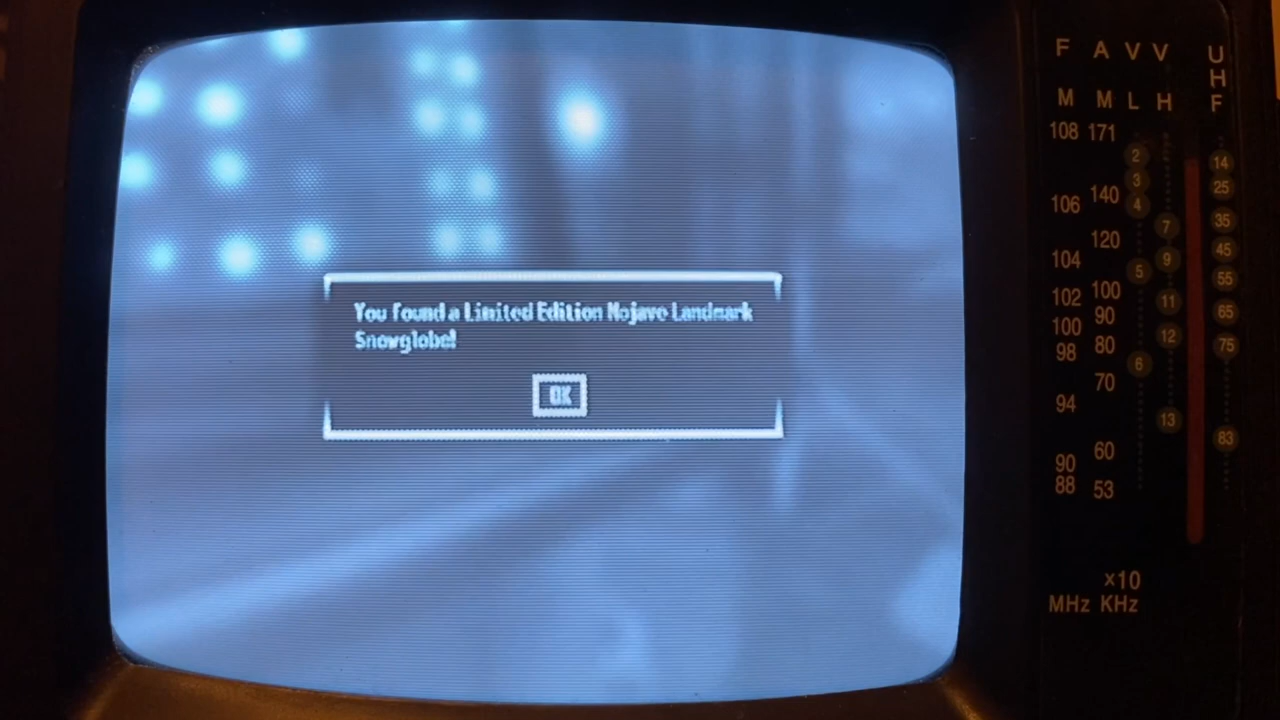 You found a Limited Edition Mojave Landmark
Snowglobe!
OK
F A V V U
H
M M L H F
108 171
2 14
3 25
106 140 4
7 35
120
104 9 45
5 55
102 100 11
90 65
100 12
98 80 75
6
70
94
13
83
60
90
88 53
x10
MHz KHz